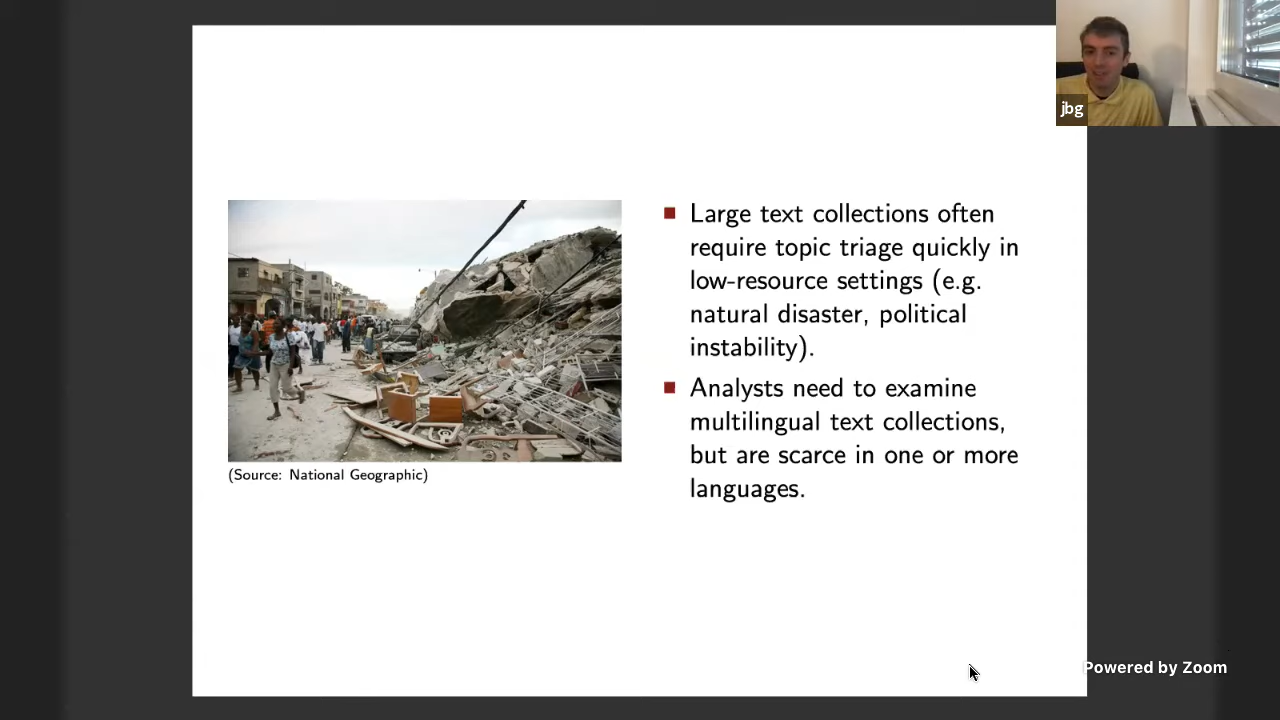 jbg
Large text collections often
require topic triage quickly in
low-resource settings (e.g.
natural disaster, political
instability).
Analysts need to examine
multilingual text collections,
but are scarce in one or more
languages.
(Source: National Geographic)
Powered by Zoom